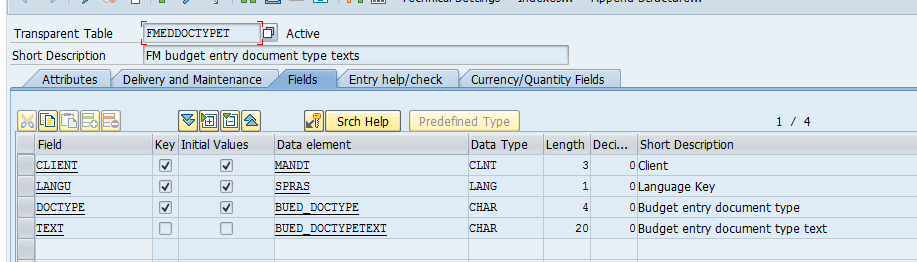 Technical Settings Indexes... Append Structure...
Transparent Table FMEDDOCTYPET Active
Short Description FM budget entry document type texts
Attributes Delivery and Maintenance Fields Entry help/check Currency/Quantity Fields
Srch Help Predefined Type 1 / 4
Field Key Initial Values Data element Data Type Length Deci... Short Description
CLIENT MANDT CLNT 3 0 Client
LANGU SPRAS LANG 1 0 Language Key
DOCTYPE BUED_DOCTYPE CHAR 4 0 Budget entry document type
TEXT BUED_DOCTYPETEXT CHAR 20 0 Budget entry document type text